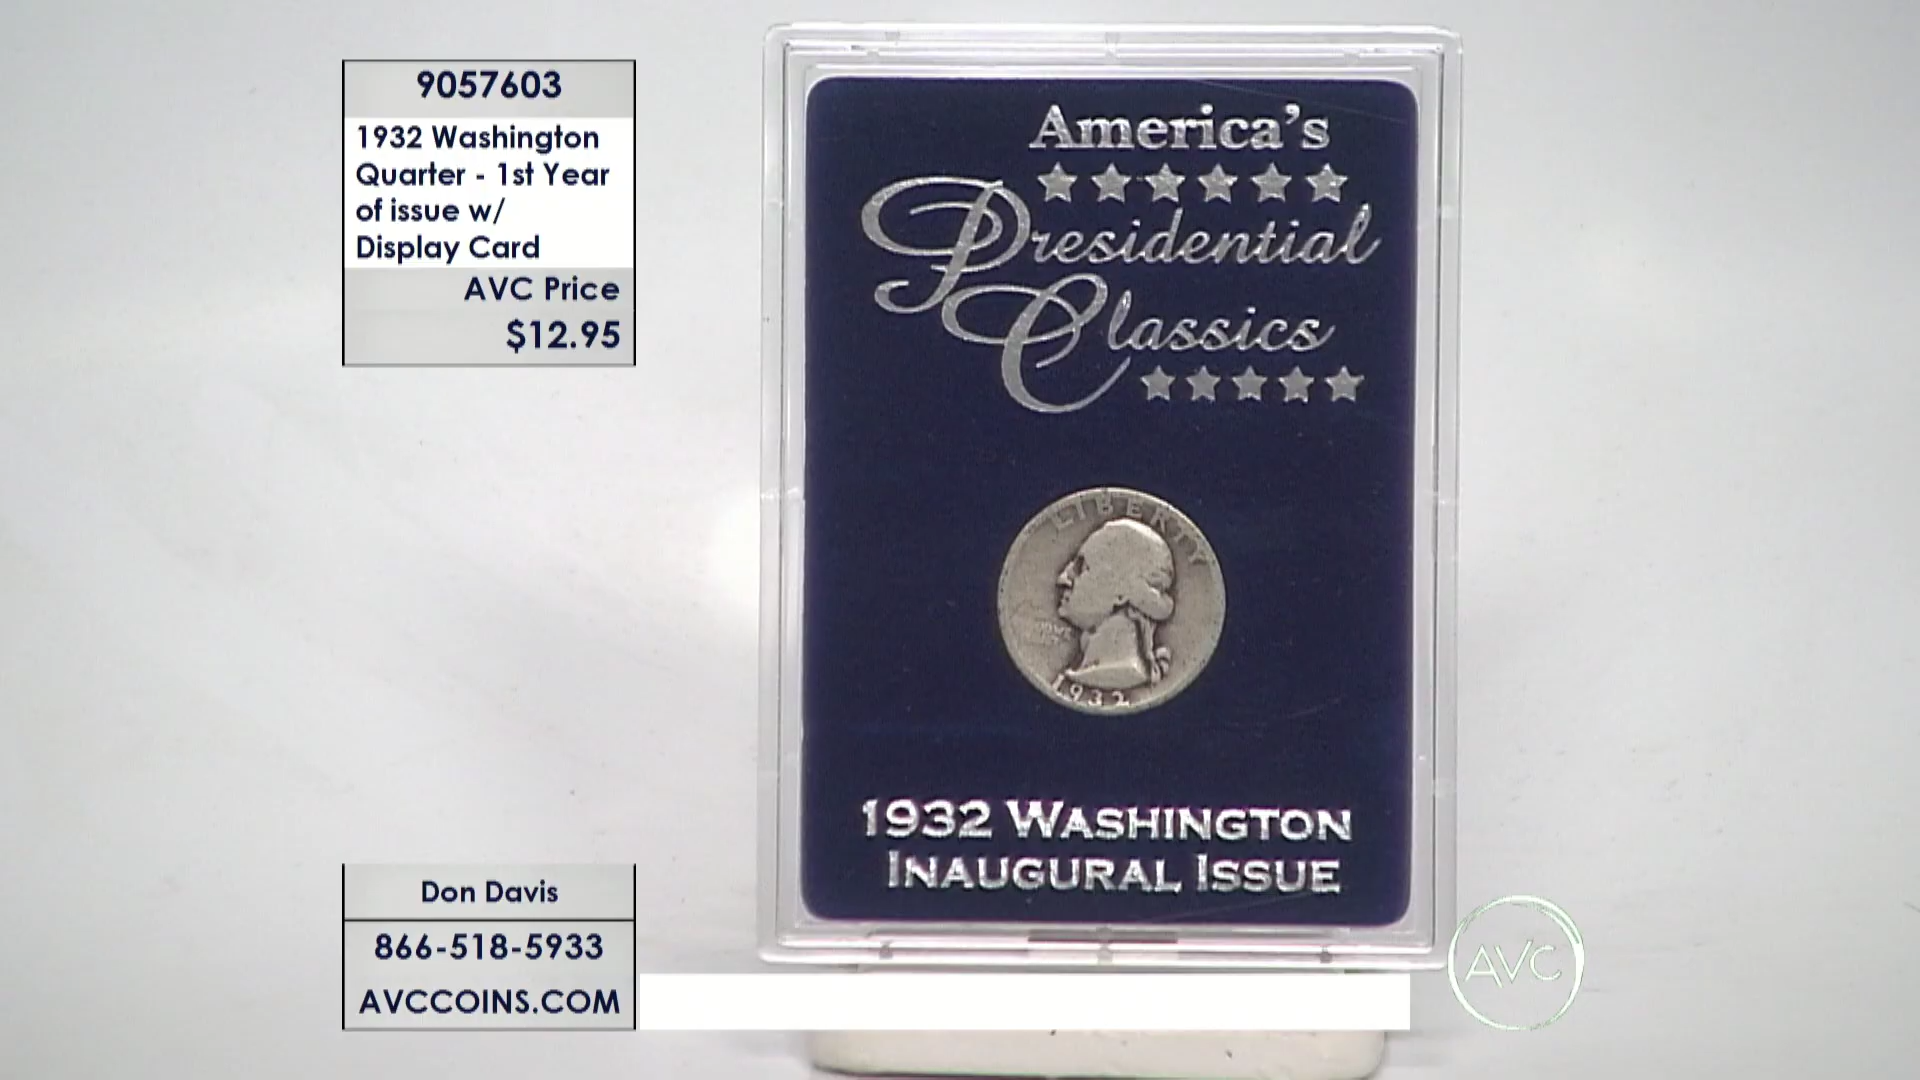 9057603
1932 Washington
Quarter - 1st Year
of issue w/
Display Card
AVC Price
$12.95
America's
Presidential
Classics
LIBERTY
1932
1932 WASHINGTON
INAUGURAL ISSUE
Don Davis
866-518-5933
AVCCOINS.COM
AVC